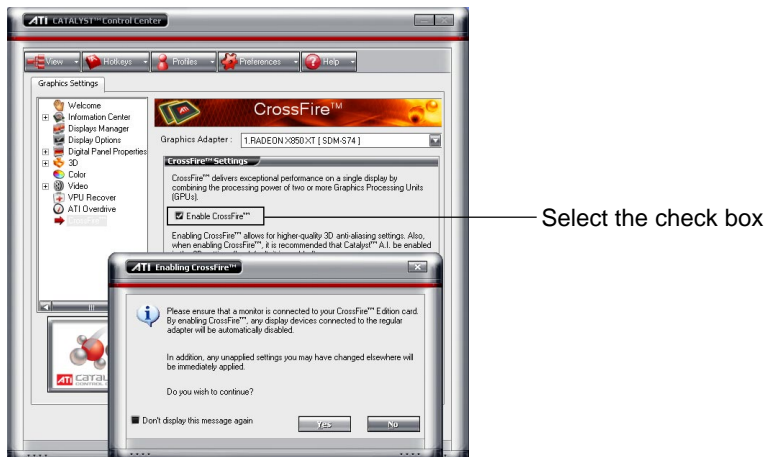 ATI CATALYST™ Control Center
View
Hotkeys
Profiles
Preferences
Help
Graphics Settings
Welcome
Information Center
Displays Manager
Display Options
Digital Panel Properties
3D
Color
Video
VPU Recover
ATI Overdrive
CrossFire™
CrossFire™
Graphics Adapter : 1.RADEON X850 XT [ SDM-S74 ]
CrossFire™ Settings
CrossFire™ delivers exceptional performance on a single display by
combining the processing power of two or more Graphics Processing Units
(GPUs).
Enable CrossFire™
Select the check box
Enabling CrossFire™ allows for higher-quality 3D anti-aliasing settings. Also,
when enabling CrossFire™, it is recommended that Catalyst™ A.I. be enabled
ATI Enabling CrossFire™
Please ensure that a monitor is connected to your CrossFire™ Edition card.
By enabling CrossFire™, any display devices connected to the regular
adapter will be automatically disabled.
In addition, any unapplied settings you may have changed elsewhere will
be immediately applied.
Do you wish to continue?
Don't display this message again
Yes
No
ATI CATAL
CONTROL